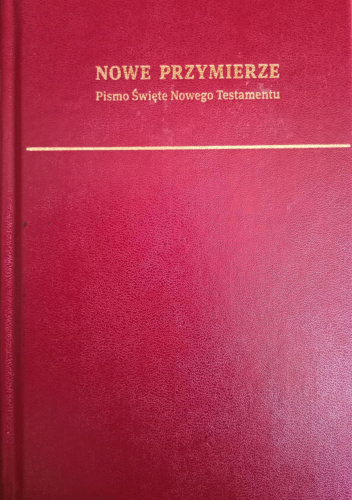 NOWE PRZYMIERZE
Pismo Święte Nowego Testamentu